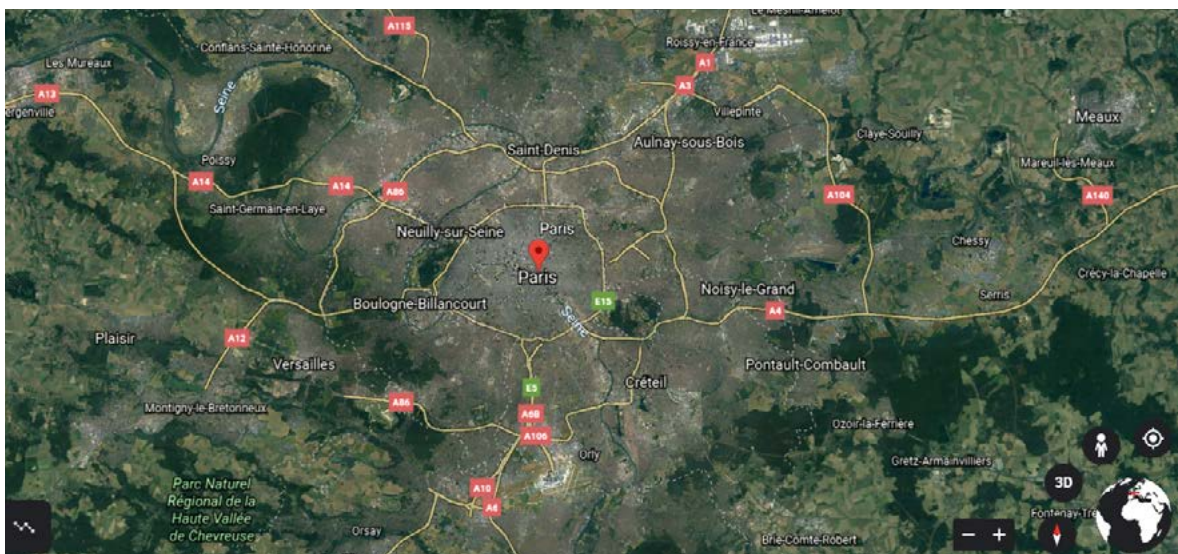 Le Mesnil-Amelot
A115
Conflans-Sainte-Honorine
Roissy-en-France
Les Mureaux
A1
A13
Seine
A3
ergenville
Villepinte
Meaux
Claye-Souilly
Saint-Denis
Aulnay-sous-Bois
Poissy
Mareuil-lès-Meaux
A14
A14
A86
A104
A140
Saint-Germain-en-Laye
Neuilly-sur-Seine
Paris
Chessy
Paris
Crécy-la-Chapelle
Noisy-le-Grand
Serris
Boulogne-Billancourt
E15
A4
Seine
Plaisir
A12
Versailles
Pontault-Combault
Créteil
E5
Montigny-le-Bretonneux
A86
A6B
Ozoir-la-Ferrière
A106
Orly
Gretz-Armainvilliers
Parc Naturel
Régional de la
Haute Vallée
de Chevreuse
A10
3D
A6
Fontenay-Tre
Orsay
Brie-Comte-Robert